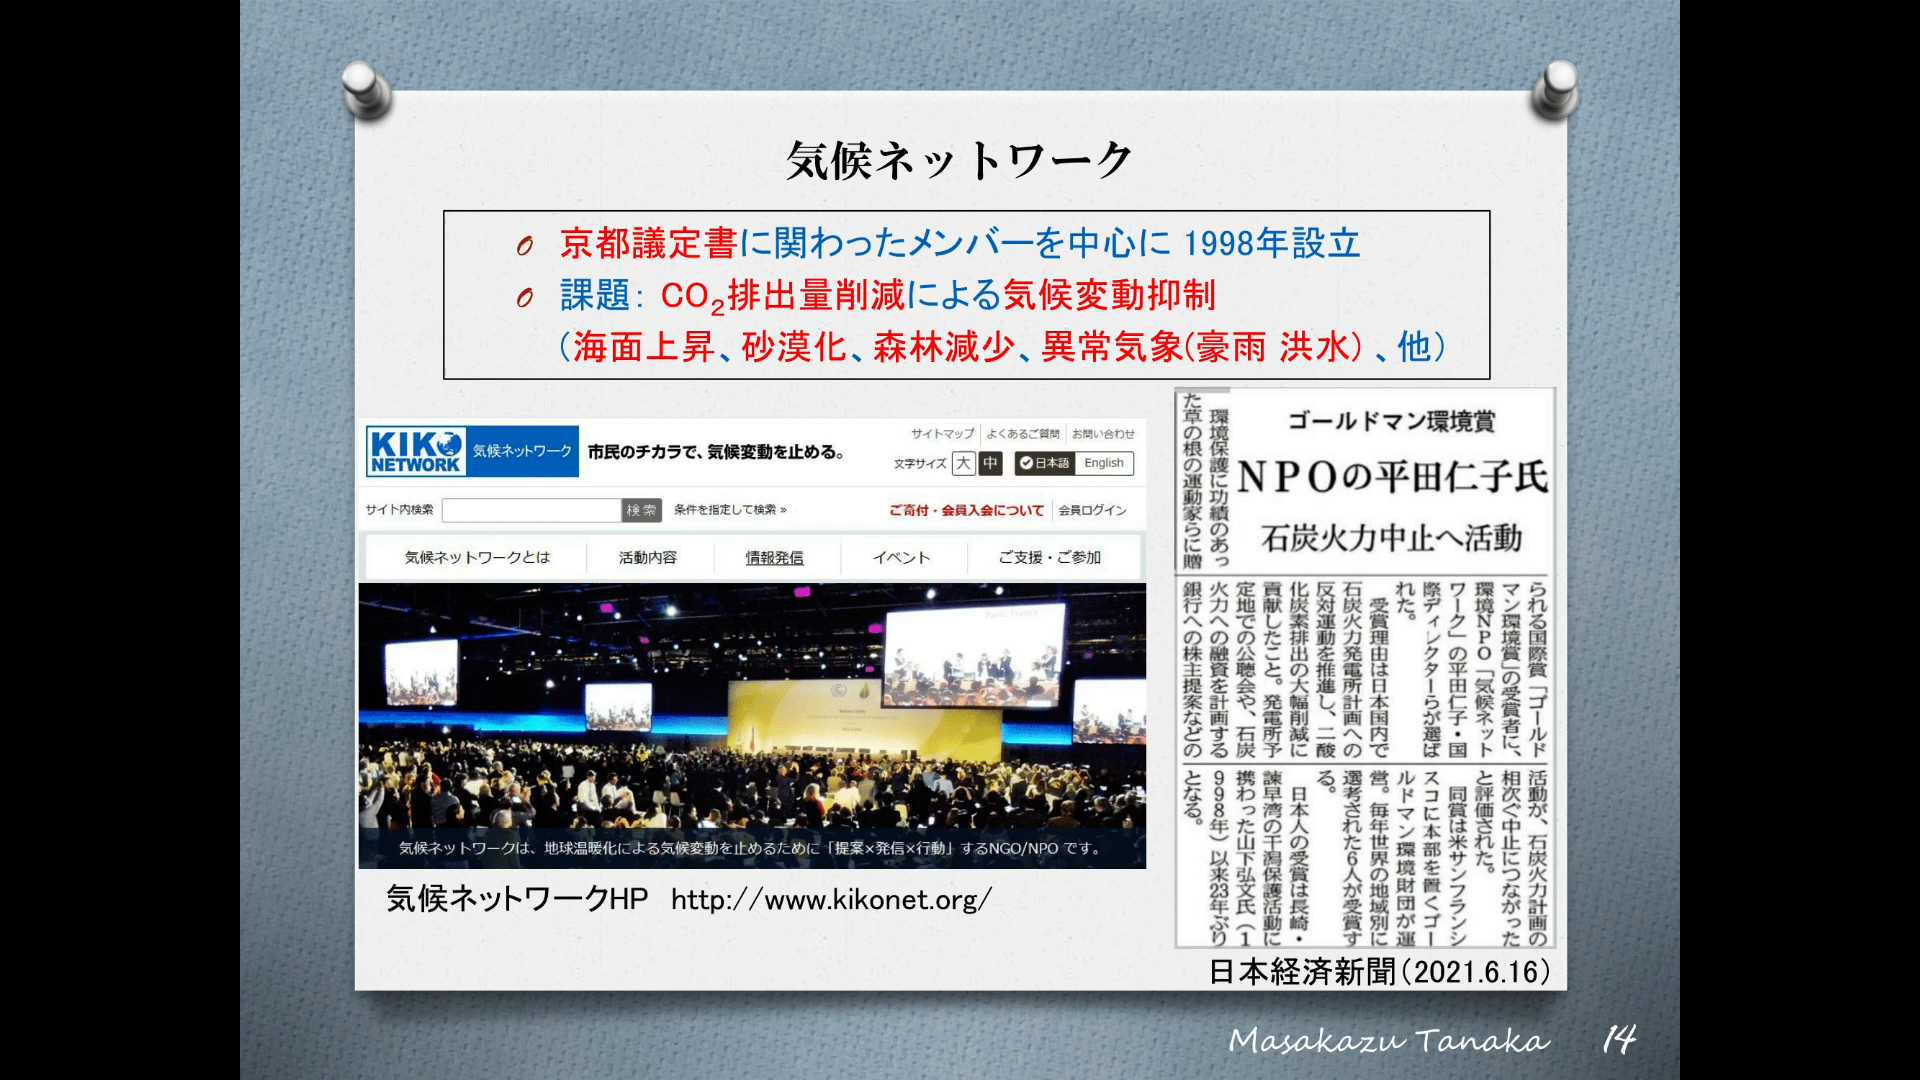 気候ネットワーク
京都議定書に関わったメンバーを中心に 1998年設立
課題： CO₂排出量削減による気候変動抑制
（海面上昇、砂漠化、森林減少、異常気象(豪雨 洪水) 、他）
KIKO NETWORK 気候ネットワーク
市民のチカラで、気候変動を止める。
サイトマップ よくあるご質問 お問い合わせ
文字サイズ 大 中 日本語 English
サイト内検索 検索 条件を指定して検索 »
ご寄付・会員入会について 会員ログイン
気候ネットワークとは 活動内容 情報発信 イベント ご支援・ご参加
気候ネットワークは、地球温暖化による気候変動を止めるために「提案×発信×行動」するNGO/NPO です。
気候ネットワークHP http://www.kikonet.org/
ゴールドマン環境賞
NPOの平田仁子氏
石炭火力中止へ活動
環境保護に功績のあっ
た草の根の運動家らに贈
られる国際賞「ゴールド
マン環境賞」の受賞者に、
環境NPO「気候ネット
ワーク」の平田仁子・国
際ディレクターらが選ば
れた。
受賞理由は日本国内で
石炭火力発電所計画への
反対運動を推進し、二酸
化炭素排出の大幅削減に
貢献したこと。発電所予
定地での公聴会や、石炭
火力への融資を計画する
銀行への株主提案などの
活動が、石炭火力計画の
相次ぐ中止につながった
と評価された。
同賞は米サンフランシ
スコに本部を置くゴー
ルドマン環境財団が運
営。毎年世界の地域別に
選考された6人が受賞す
る。
日本人の受賞は長崎・
諫早湾の干潟保護活動に
携わった山下弘文氏（1
998年）以来23年ぶり
となる。
日本経済新聞（2021.6.16）
Masakazu Tanaka 14